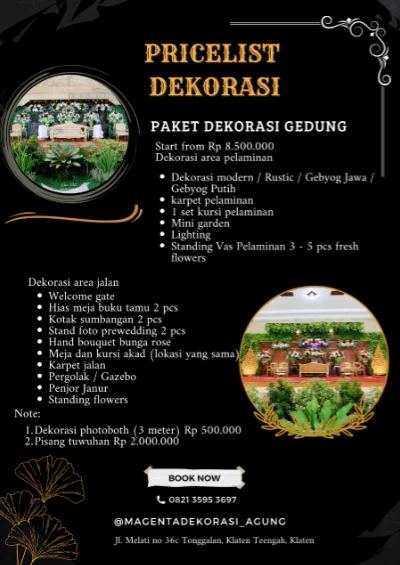 PRICELIST
DEKORASI
PAKET DEKORASI GEDUNG
Start from Rp 8.500.000
Dekorasi area pelaminan
• Dekorasi modern / Rustic / Gebyog Jawa /
Gebyog Putih
• karpet pelaminan
• 1 set kursi pelaminan
• Mini garden
• Lighting
• Standing Vas Pelaminan 3 - 5 pcs fresh
flowers
Dekorasi area jalan
• Welcome gate
• Hias meja buku tamu 2 pcs
• Kotak sumbangan 2 pcs
• Stand foto prewedding 2 pcs
• Hand bouquet bunga rose
• Meja dan kursi akad (lokasi yang sama)
• Karpet jalan
• Pergolak / Gazebo
• Penjor Janur
• Standing flowers
Note:
1. Dekorasi photoboth (3 meter) Rp 500.000
2. Pisang tuwuhan Rp 2.000.000
BOOK NOW
0821 3595 3697
@MAGENTADEKORASI_AGUNG
Jl. Melati no 36c Tonggalan, Klaten Teengah, Klaten